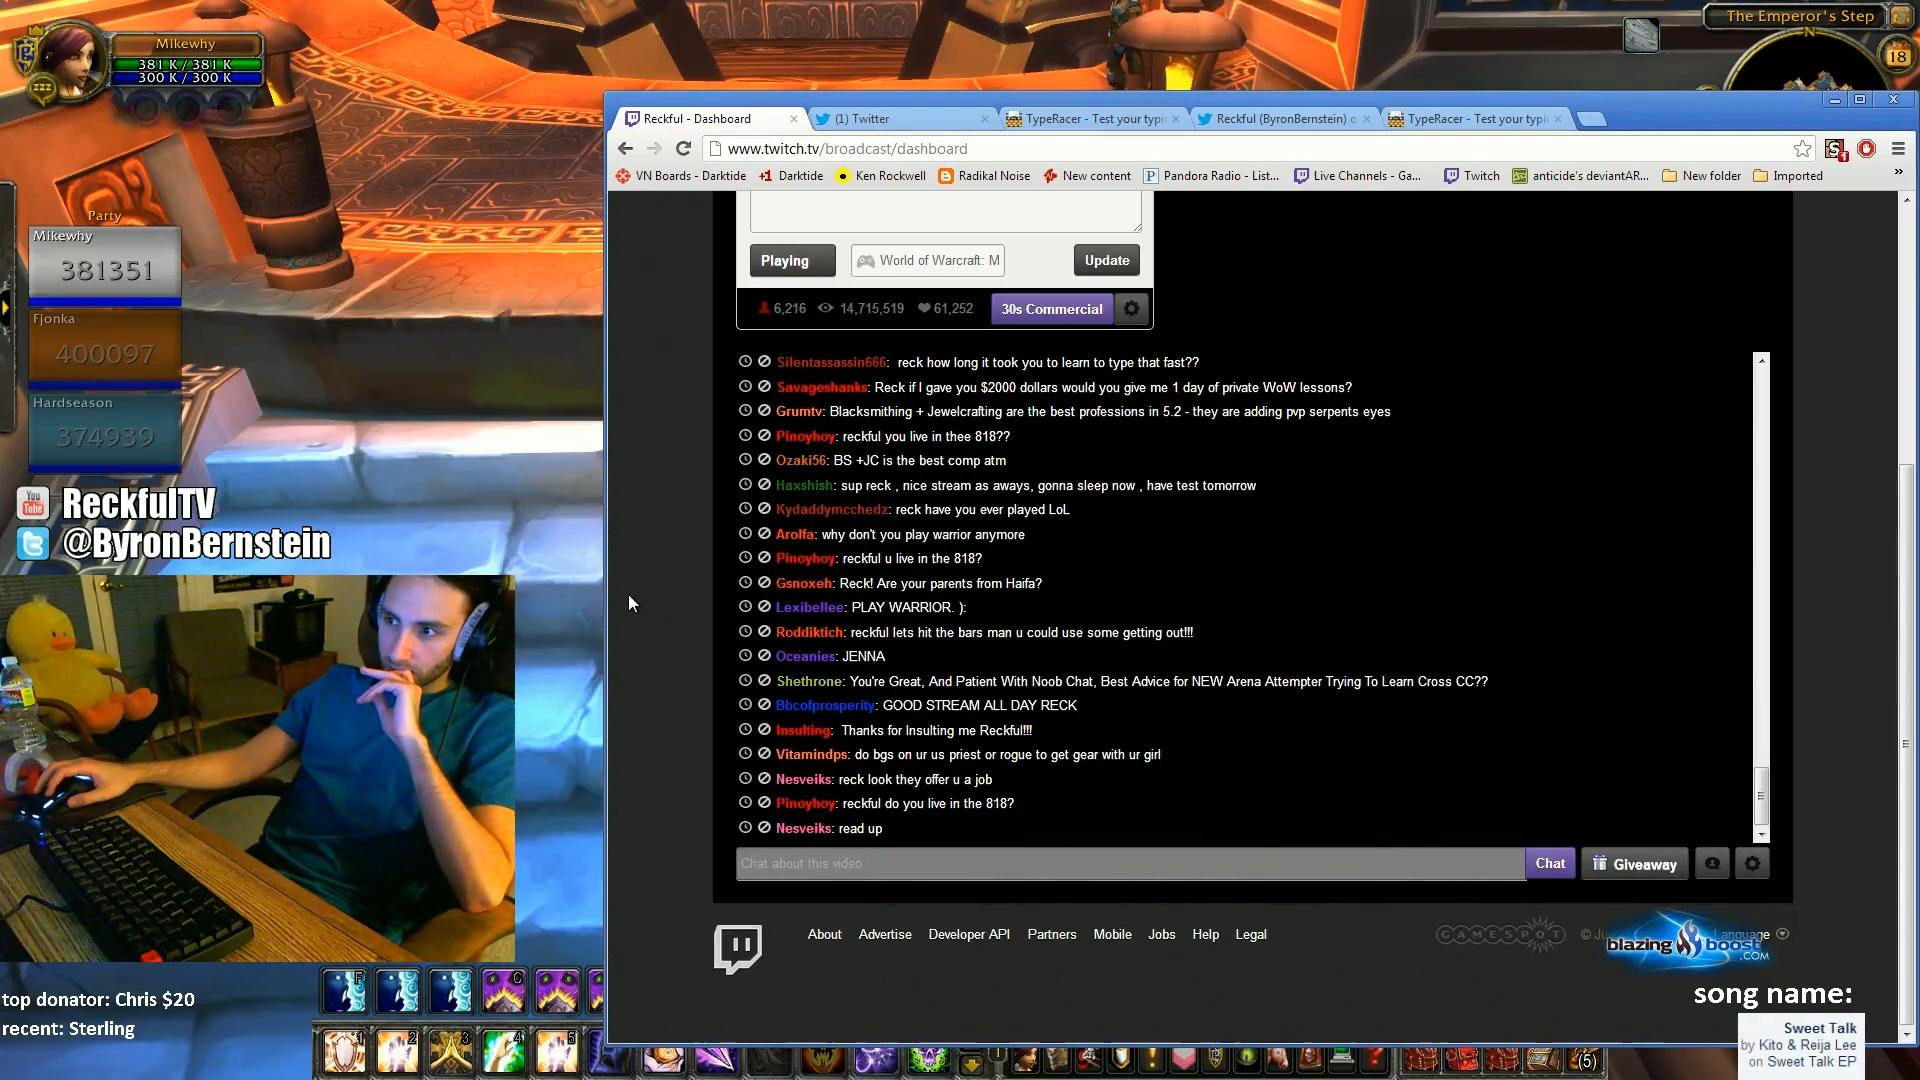 Mikewhy
381 K / 381 K
300 K / 300 K
zzz
The Emperor's Step
N
18
Party
Mikewhy
381351
Fjonka
400097
Hardseason
374939
You Tube ReckfulTV
@ByronBernstein
Reckful - Dashboard
(1) Twitter
TypeRacer - Test your typi
Reckful (ByronBernstein) o
TypeRacer - Test your typi
www.twitch.tv/broadcast/dashboard
VN Boards - Darktide
+1 Darktide
Ken Rockwell
Radikal Noise
New content
Pandora Radio - List...
Live Channels - Ga...
Twitch
anticide's deviantAR...
New folder
Imported
»
Playing
World of Warcraft: M
Update
6,216
14,715,519
61,252
30s Commercial
Silentassassin666: reck how long it took you to learn to type that fast??
Savageshanks: Reck if I gave you $2000 dollars would you give me 1 day of private WoW lessons?
Grumtv: Blacksmithing + Jewelcrafting are the best professions in 5.2 - they are adding pvp serpents eyes
Pinoyhoy: reckful you live in thee 818??
Ozaki56: BS +JC is the best comp atm
Haxshish: sup reck , nice stream as aways, gonna sleep now , have test tomorrow
Kydaddymcchedz: reck have you ever played LoL
Arolfa: why don't you play warrior anymore
Pinoyhoy: reckful u live in the 818?
Gsnoxeh: Reck! Are your parents from Haifa?
Lexibellee: PLAY WARRIOR. ):
Roddiktich: reckful lets hit the bars man u could use some getting out!!!
Oceanies: JENNA
Shethrone: You're Great, And Patient With Noob Chat, Best Advice for NEW Arena Attempter Trying To Learn Cross CC??
Bbcofprosperity: GOOD STREAM ALL DAY RECK
Insulting: Thanks for Insulting me Reckful!!!
Vitamindps: do bgs on ur us priest or rogue to get gear with ur girl
Nesveiks: reck look they offer u a job
Pinoyhoy: reckful do you live in the 818?
Nesveiks: read up
Chat about this video
Chat
Giveaway
About
Advertise
Developer API
Partners
Mobile
Jobs
Help
Legal
GAMESPOT
Language
blazing boost
.COM
top donator: Chris $20
recent: Sterling
F
C
1
2
3
4
5
1
(5)
song name:
Sweet Talk
by Kito & Reija Lee
on Sweet Talk EP